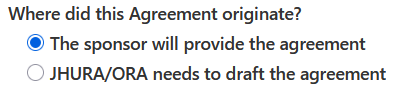 Where did this Agreement originate?
The sponsor will provide the agreement
JHURA/ORA needs to draft the agreement